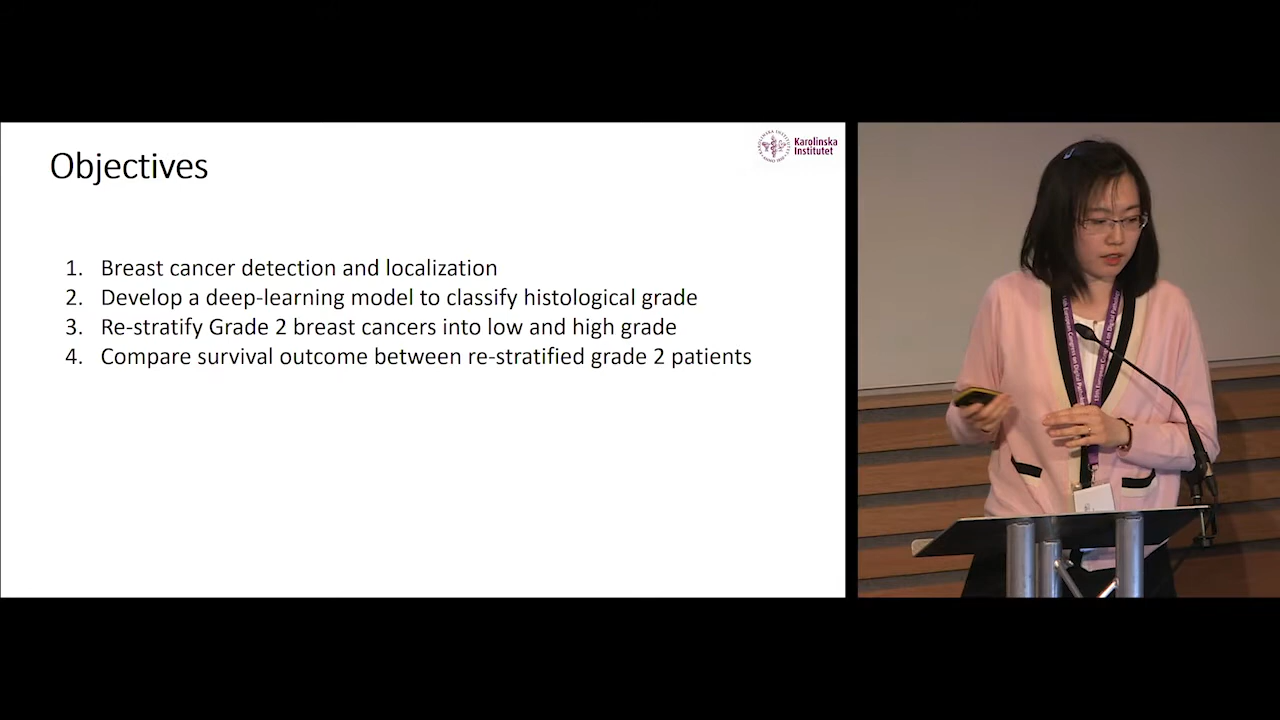 Objectives
Karolinska
Institutet
1. Breast cancer detection and localization
2. Develop a deep-learning model to classify histological grade
3. Re-stratify Grade 2 breast cancers into low and high grade
4. Compare survival outcome between re-stratified grade 2 patients